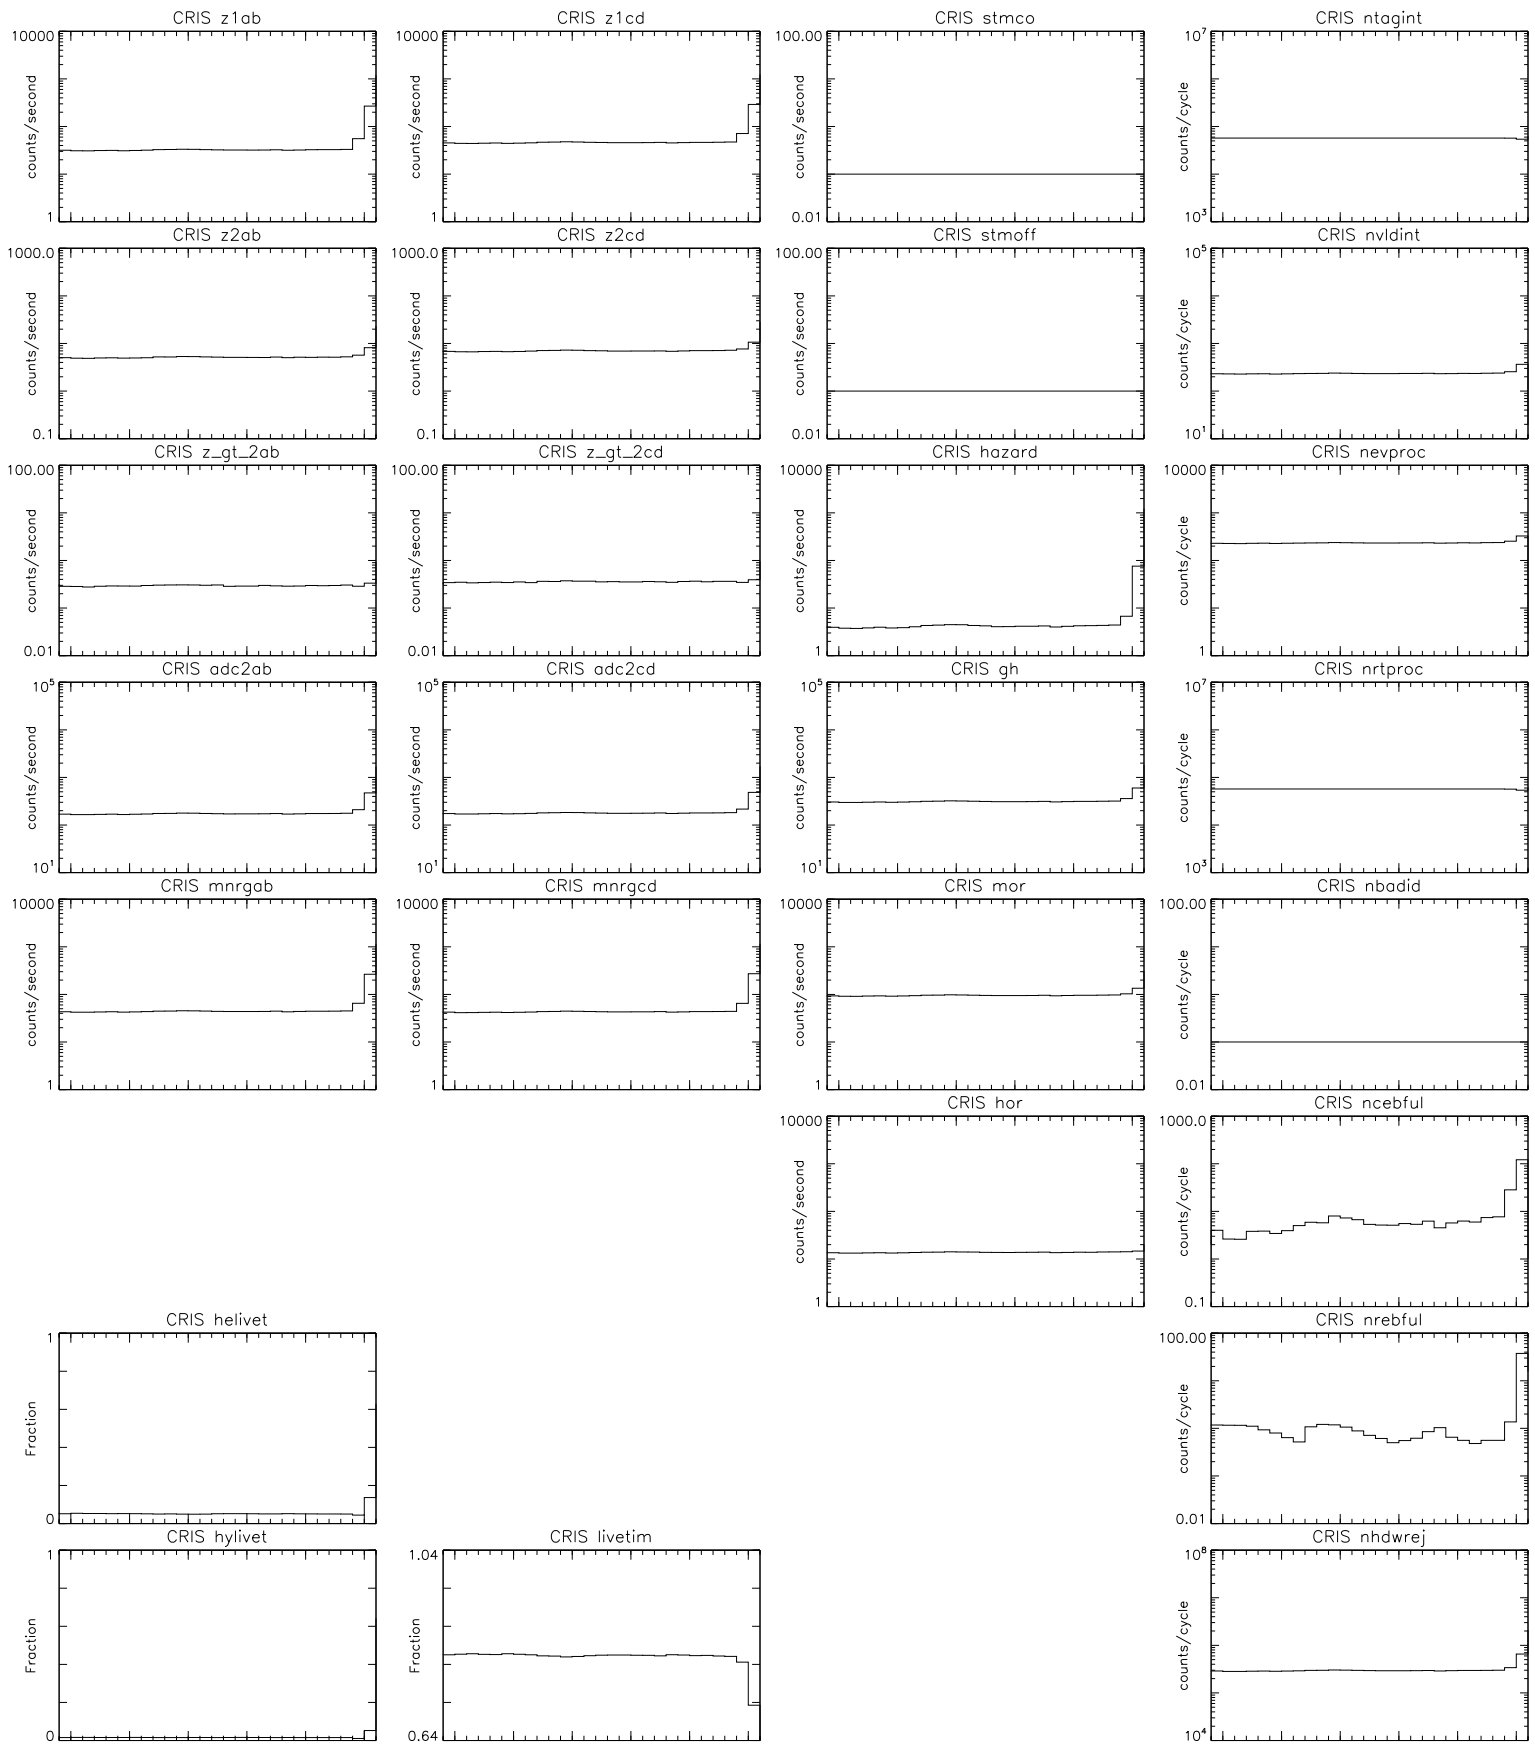 CRIS z1ab
10000
counts/second
1
CRIS z1cd
10000
counts/second
1
CRIS stmco
100.00
counts/second
0.01
CRIS ntagint
10⁷
counts/cycle
10³
CRIS z2ab
1000.0
counts/second
0.1
CRIS z2cd
1000.0
counts/second
0.1
CRIS stmoff
100.00
counts/second
0.01
CRIS nvldint
10⁵
counts/cycle
10¹
CRIS z_gt_2ab
100.00
counts/second
0.01
CRIS z_gt_2cd
100.00
counts/second
0.01
CRIS hazard
10000
counts/second
1
CRIS nevproc
10000
counts/cycle
1
CRIS adc2ab
10⁵
counts/second
10¹
CRIS adc2cd
10⁵
counts/second
10¹
CRIS gh
10⁵
counts/second
10¹
CRIS nrtproc
10⁷
counts/cycle
10³
CRIS mnrgab
10000
counts/second
1
CRIS mnrgcd
10000
counts/second
1
CRIS mor
10000
counts/second
1
CRIS nbadid
100.00
counts/cycle
0.01
CRIS hor
10000
counts/second
1
CRIS ncebful
1000.0
counts/cycle
0.1
CRIS helivet
1
Fraction
0
CRIS nrebful
100.00
counts/cycle
0.01
CRIS hylivet
1
Fraction
0
CRIS livetim
1.04
Fraction
0.64
CRIS nhdwrej
10⁸
counts/cycle
10⁴